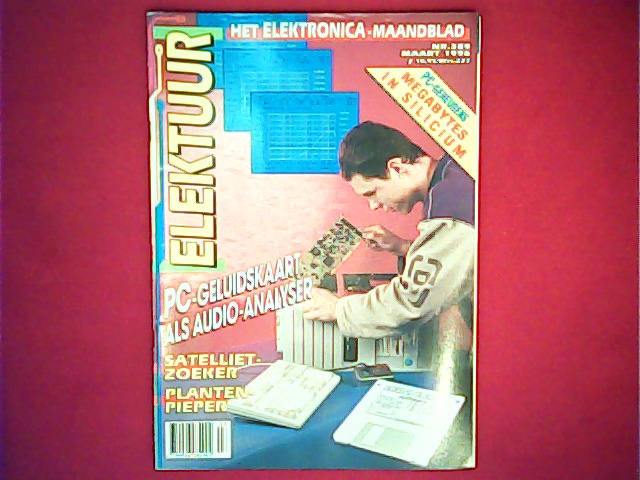 HET ELEKTRONICA-MAANDBLAD
ELEKTUUR
MAART
PC-GEHEUGENS
MEGABYTES
IN SILICIUM
PC-GELUIDSKAART
ALS AUDIO-ANALYSER
SATELLIET-
ZOEKER
PLANTEN-
PIEPER